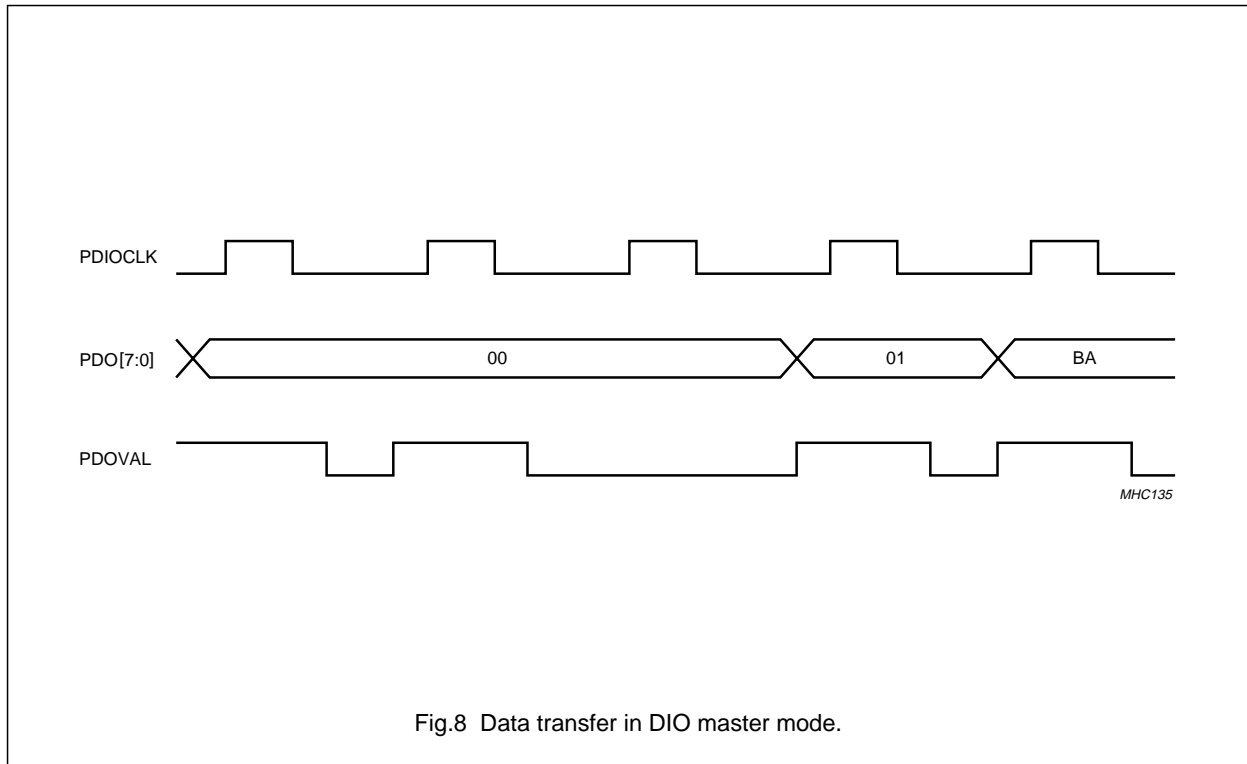 PDIOCLK
PDO[7:0]
00
01
BA
PDOVAL
MHC135
Fig.8 Data transfer in DIO master mode.